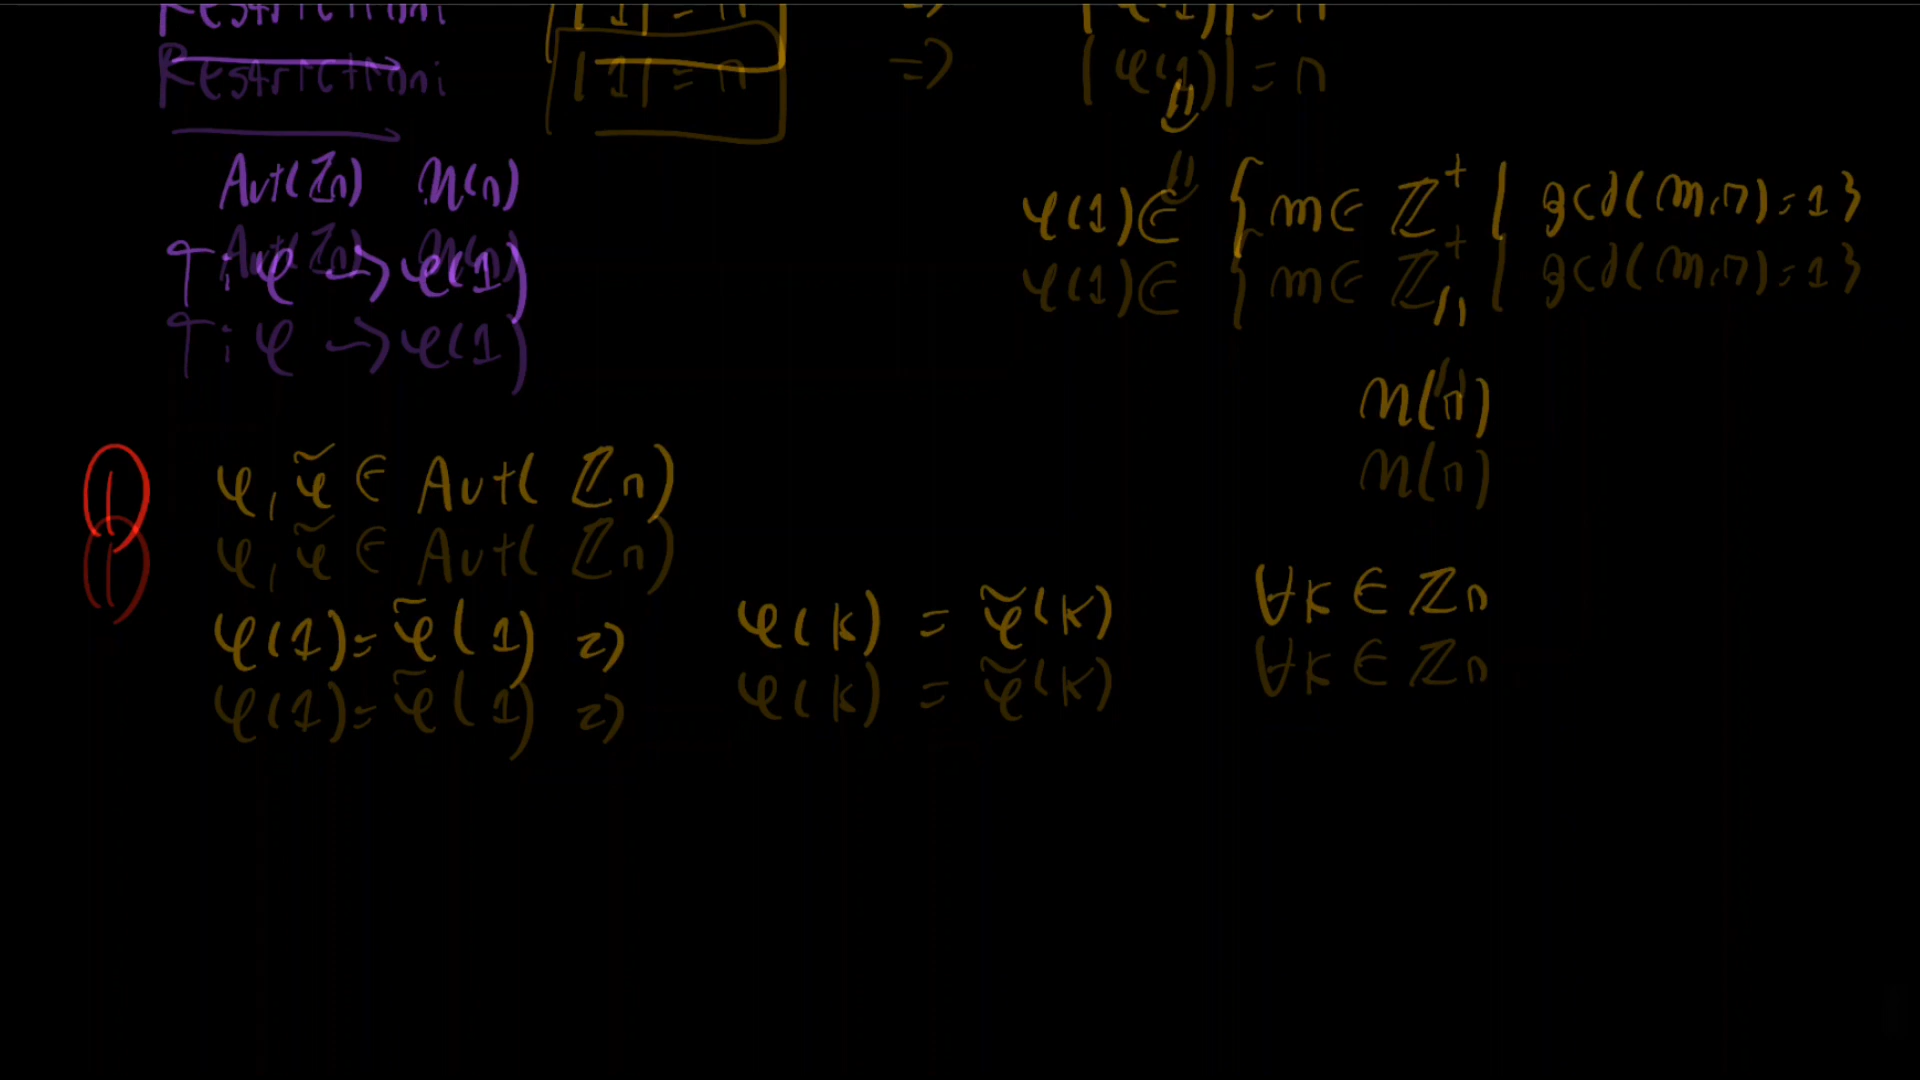 Restriction:
|1| = n => |φ(1)| = n
Aut(ℤn) U(n)
T: φ → φ(1)
φ(1) ∈ { m ∈ ℤ⁺ | gcd(m,n) = 1 }
"
U(n)
① φ, φ̃ ∈ Aut(ℤn)
φ(1) = φ̃(1) => φ(k) = φ̃(k) ∀k ∈ ℤn